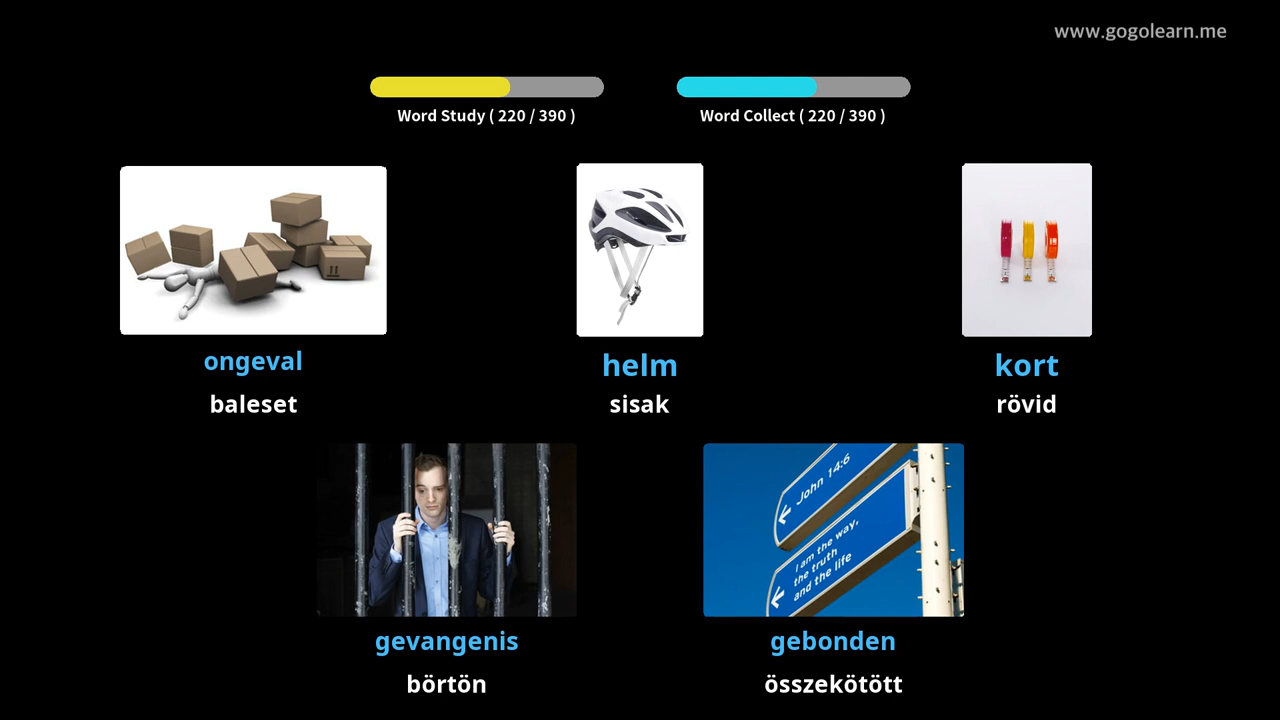 www.gogolearn.me
Word Study ( 220 / 390 )
Word Collect ( 220 / 390 )
ongeval
baleset
helm
sisak
kort
rövid
John 14:6
I am the way,
the truth
and the life
gevangenis
börtön
gebonden
összekötött